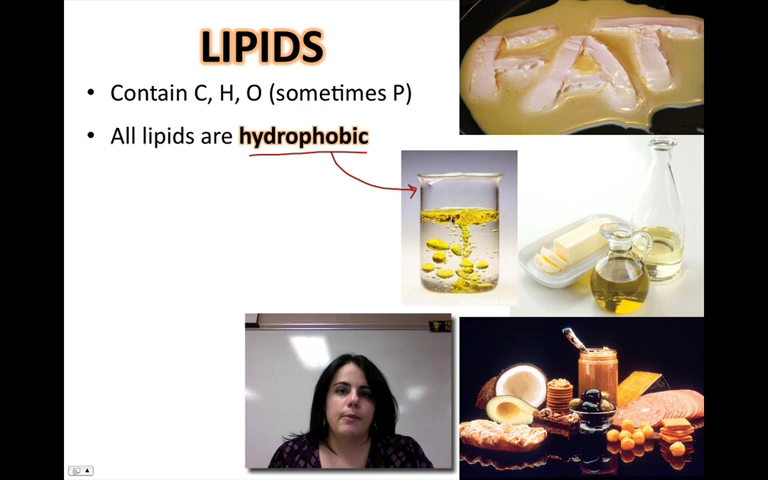 LIPIDS
FAT
• Contain C, H, O (sometimes P)
• All lipids are hydrophobic